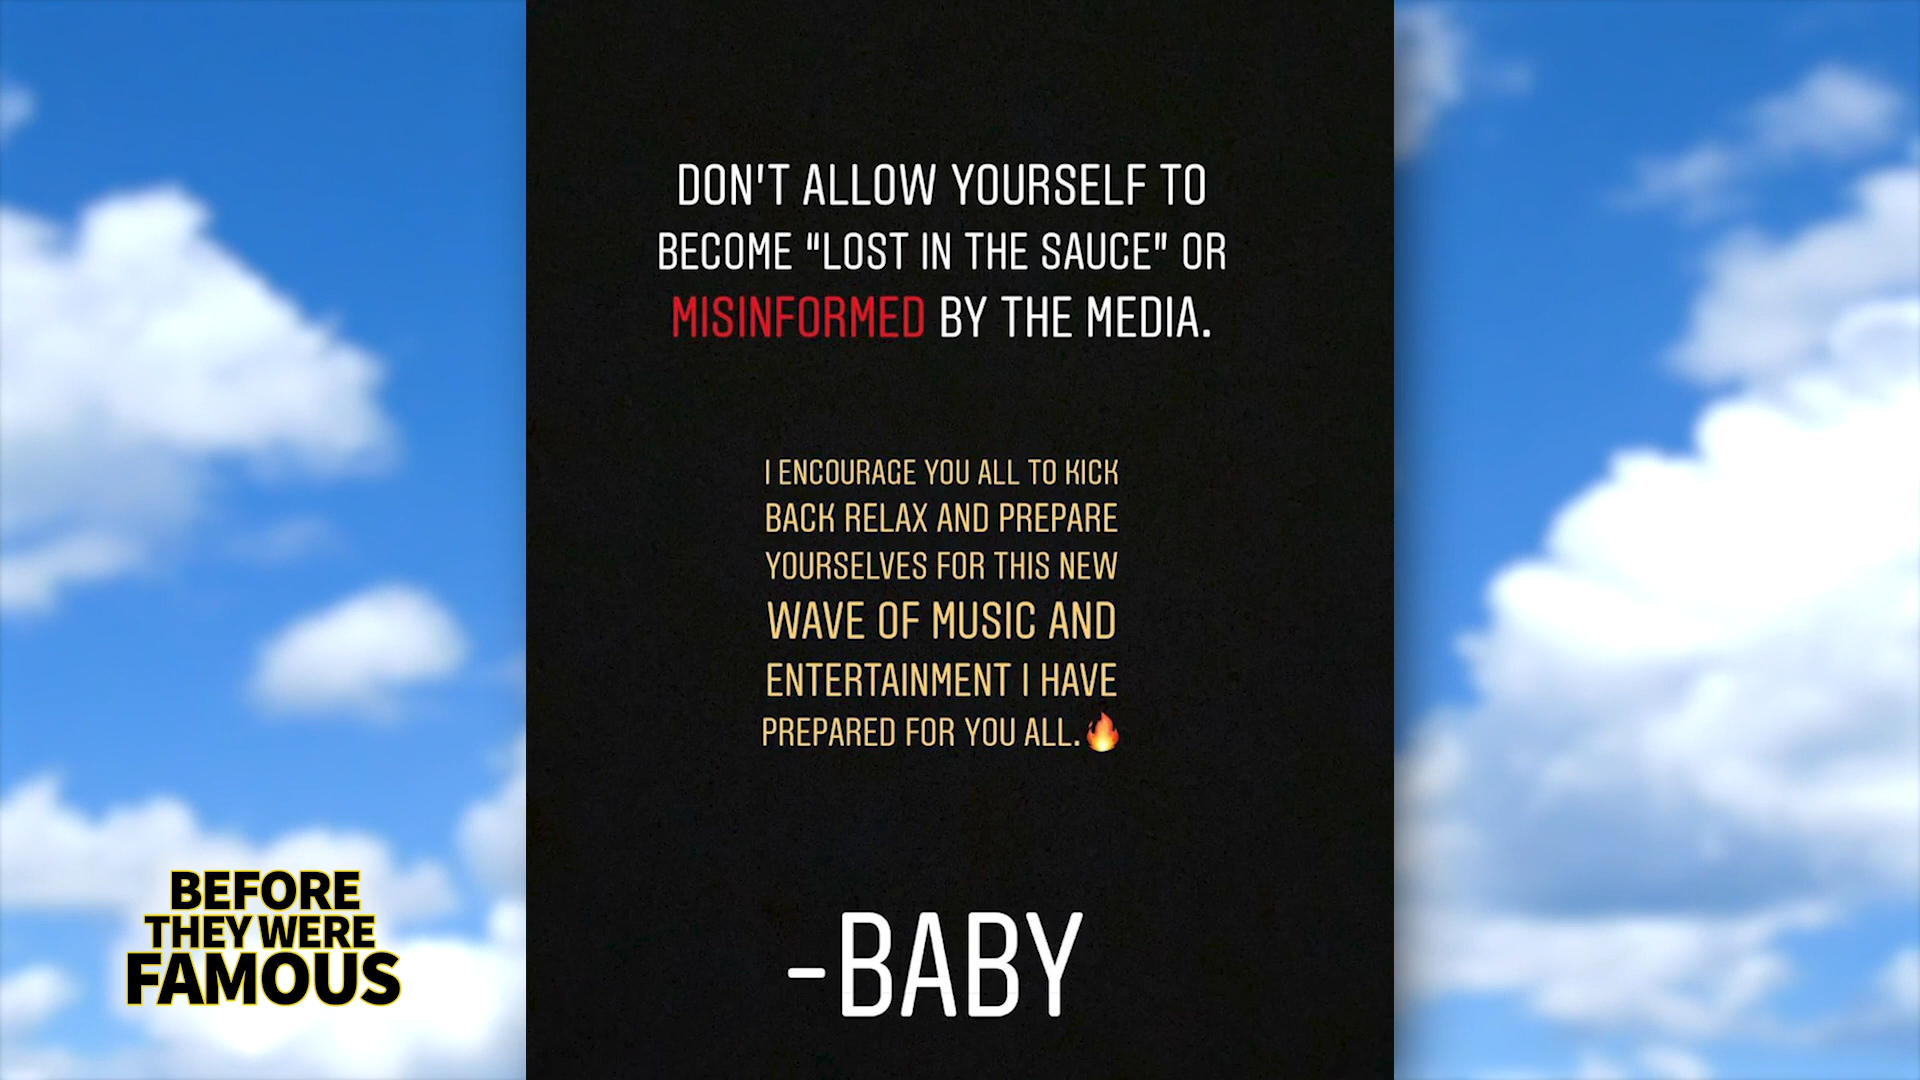 DON'T ALLOW YOURSELF TO
BECOME "LOST IN THE SAUCE" OR
MISINFORMED BY THE MEDIA.
I ENCOURAGE YOU ALL TO KICK
BACK RELAX AND PREPARE
YOURSELVES FOR THIS NEW
WAVE OF MUSIC AND
ENTERTAINMENT I HAVE
PREPARED FOR YOU ALL.🔥
-BABY
BEFORE
THEY WERE
FAMOUS